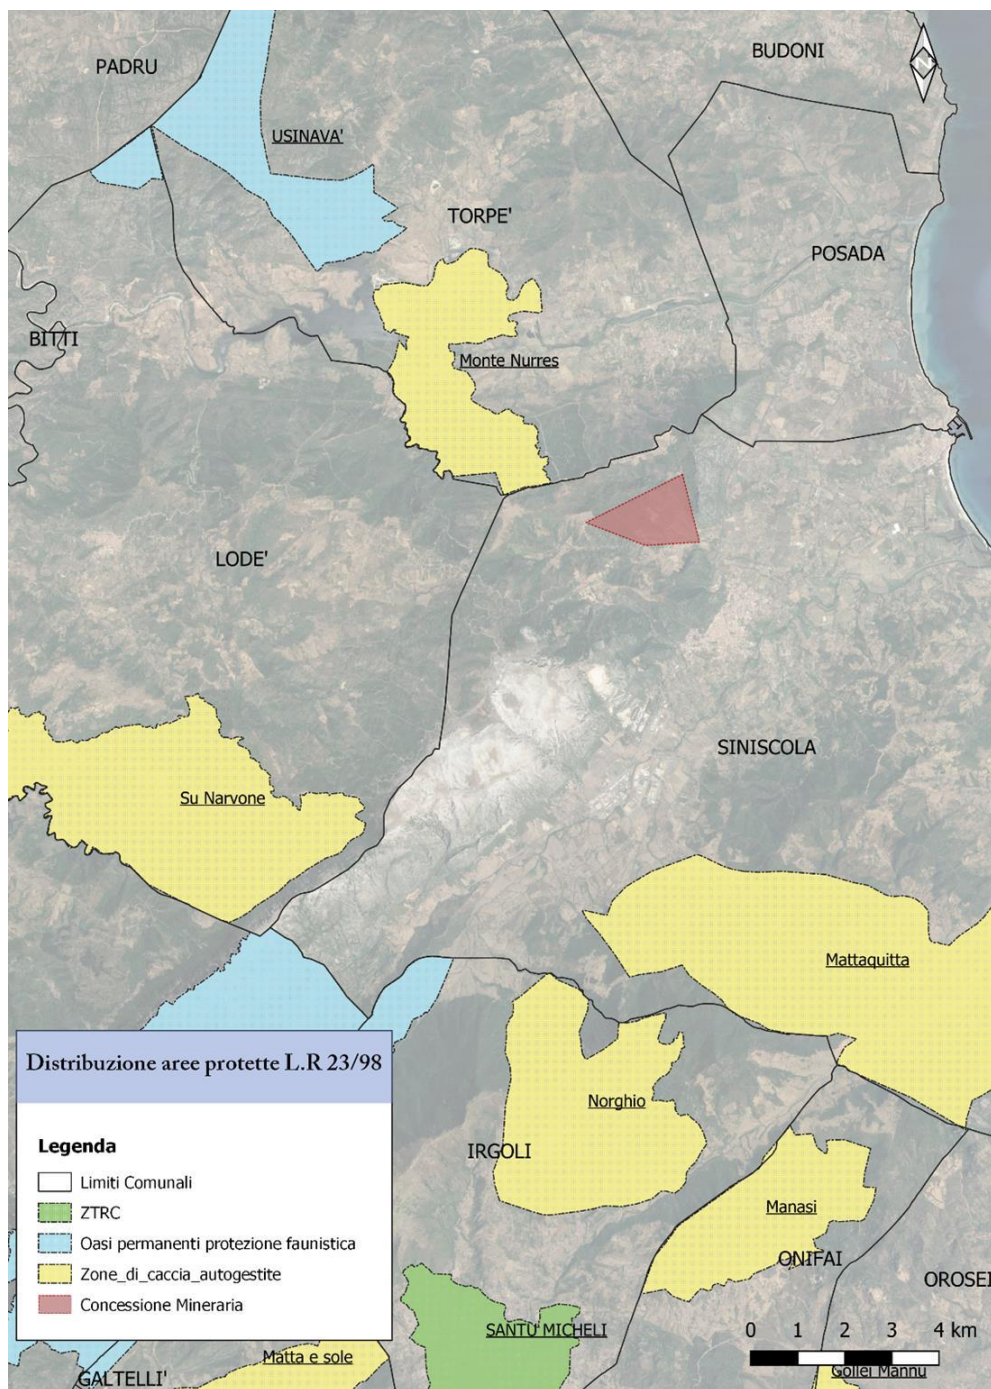 BUDONI
PADRU
N
USINAVA'
TORPE'
POSADA
BITTI
Monte Nurres
LODE'
SINISCOLA
Su Narvone
Mattaquitta
Distribuzione aree protette L.R 23/98
Norghio
Legenda
IRGOLI
Limiti Comunali
Manasi
ZTRC
Oasi permanenti protezione faunistica
ONIFAI
Zone_di_caccia_autogestite
OROSEI
Concessione Mineraria
SANTU MICHELI
0 1 2 3 4 km
Matta e sole
Gollei Mannu
GALTELLI'